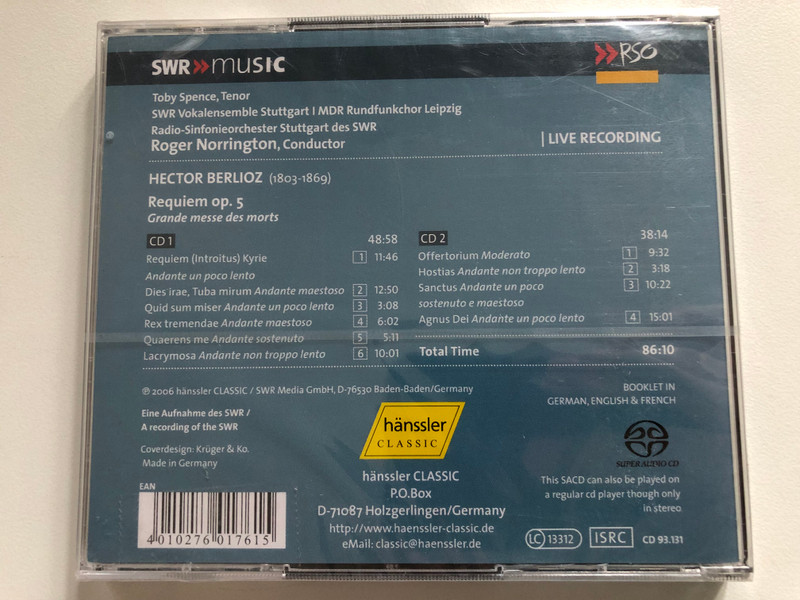 SWR>>music
RSO
Toby Spence, Tenor
SWR Vokalensemble Stuttgart I MDR Rundfunkchor Leipzig
Radio-Sinfonieorchester Stuttgart des SWR
Roger Norrington, Conductor
| LIVE RECORDING
HECTOR BERLIOZ (1803-1869)
Requiem op. 5
Grande messe des morts
CD 1 48:58
Requiem (Introitus) Kyrie 1 11:46
Andante un poco lento
Dies irae, Tuba mirum Andante maestoso 2 12:50
Quid sum miser Andante un poco lento 3 3:08
Rex tremendae Andante maestoso 4 6:02
Quaerens me Andante sostenuto 5 5:11
Lacrymosa Andante non troppo lento 6 10:01
CD 2 38:14
Offertorium Moderato 1 9:32
Hostias Andante non troppo lento 2 3:18
Sanctus Andante un poco 3 10:22
sostenuto e maestoso
Agnus Dei Andante un poco lento 4 15:01
Total Time 86:10
℗ 2006 hänssler CLASSIC / SWR Media GmbH, D-76530 Baden-Baden/Germany
Eine Aufnahme des SWR /
A recording of the SWR
Coverdesign: Krüger & Ko.
Made in Germany
EAN
4 010276 017615
hänssler
CLASSIC
hänssler CLASSIC
P.O.Box
D-71087 Holzgerlingen/Germany
http://www.haenssler-classic.de
eMail: classic@haenssler.de
BOOKLET IN
GERMAN, ENGLISH & FRENCH
SUPER AUDIO CD
This SACD can also be played on
a regular cd player though only
in stereo
LC 13312
ISRC
CD 93.131